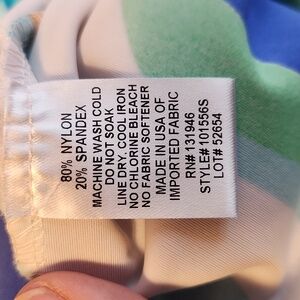 80% NYLON
20% SPANDEX
MACHINE WASH COLD
DO NOT SOAK
LINE DRY. COOL IRON
NO CHLORINE BLEACH
NO FABRIC SOFTENER
MADE IN USA OF
IMPORTED FABRIC
RN# 131946
STYLE# 101556S
LOT# 52654